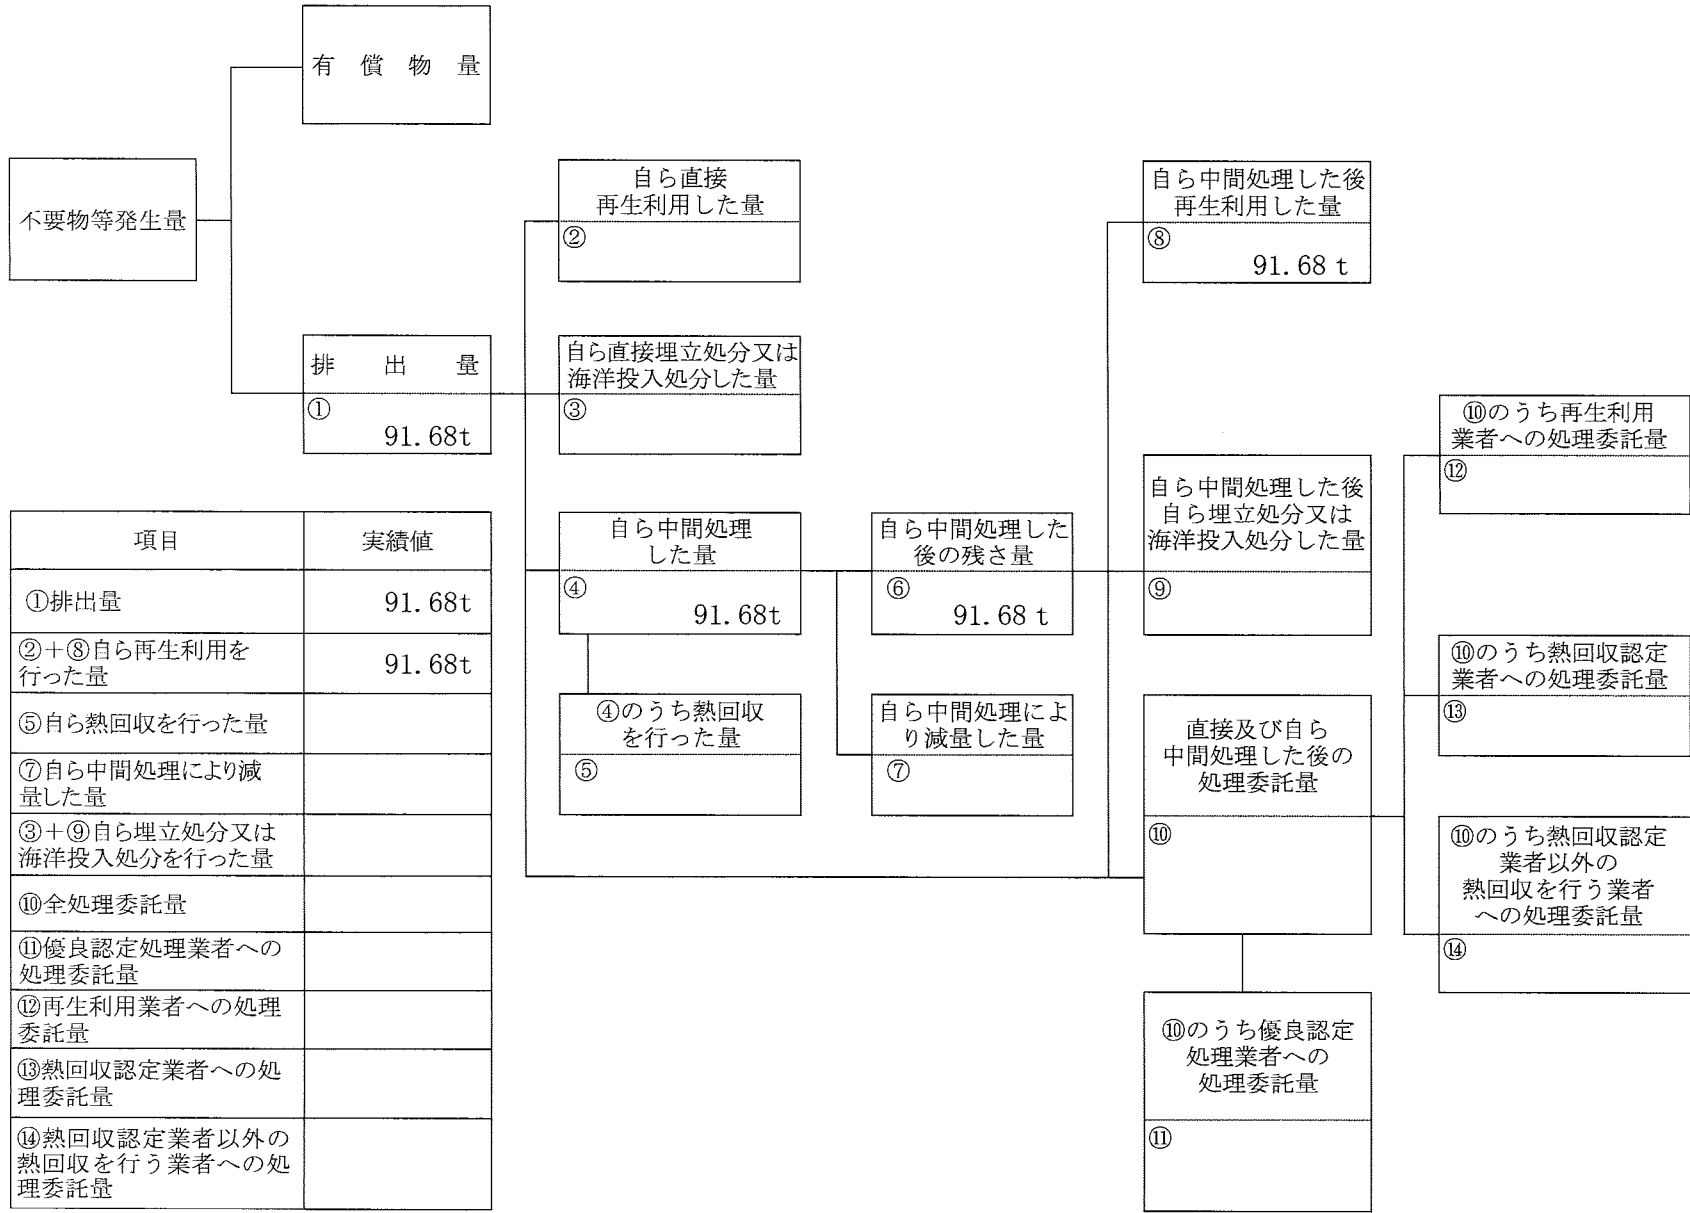 有償物量
不要物等発生量
排出量
①
91.68t
自ら直接
再生利用した量
②
自ら直接埋立処分又は
海洋投入処分した量
③
自ら中間処理
した量
④
91.68t
④のうち熱回収
を行った量
⑤
自ら中間処理した
後の残さ量
⑥
91.68 t
自ら中間処理によ
り減量した量
⑦
自ら中間処理した後
再生利用した量
⑧
91.68 t
自ら中間処理した後
自ら埋立処分又は
海洋投入処分した量
⑨
直接及び自ら
中間処理した後の
処理委託量
⑩
⑩のうち優良認定
処理業者への
処理委託量
⑪
⑩のうち再生利用
業者への処理委託量
⑫
⑩のうち熱回収認定
業者への処理委託量
⑬
⑩のうち熱回収認定
業者以外の
熱回収を行う業者
への処理委託量
⑭
項目 実績値
①排出量 91.68t
②+⑧自ら再生利用を
行った量 91.68t
⑤自ら熱回収を行った量
⑦自ら中間処理により減
量した量
③+⑨自ら埋立処分又は
海洋投入処分を行った量
⑩全処理委託量
⑪優良認定処理業者への
処理委託量
⑫再生利用業者への処理
委託量
⑬熱回収認定業者への処
理委託量
⑭熱回収認定業者以外の
熱回収を行う業者への処
理委託量